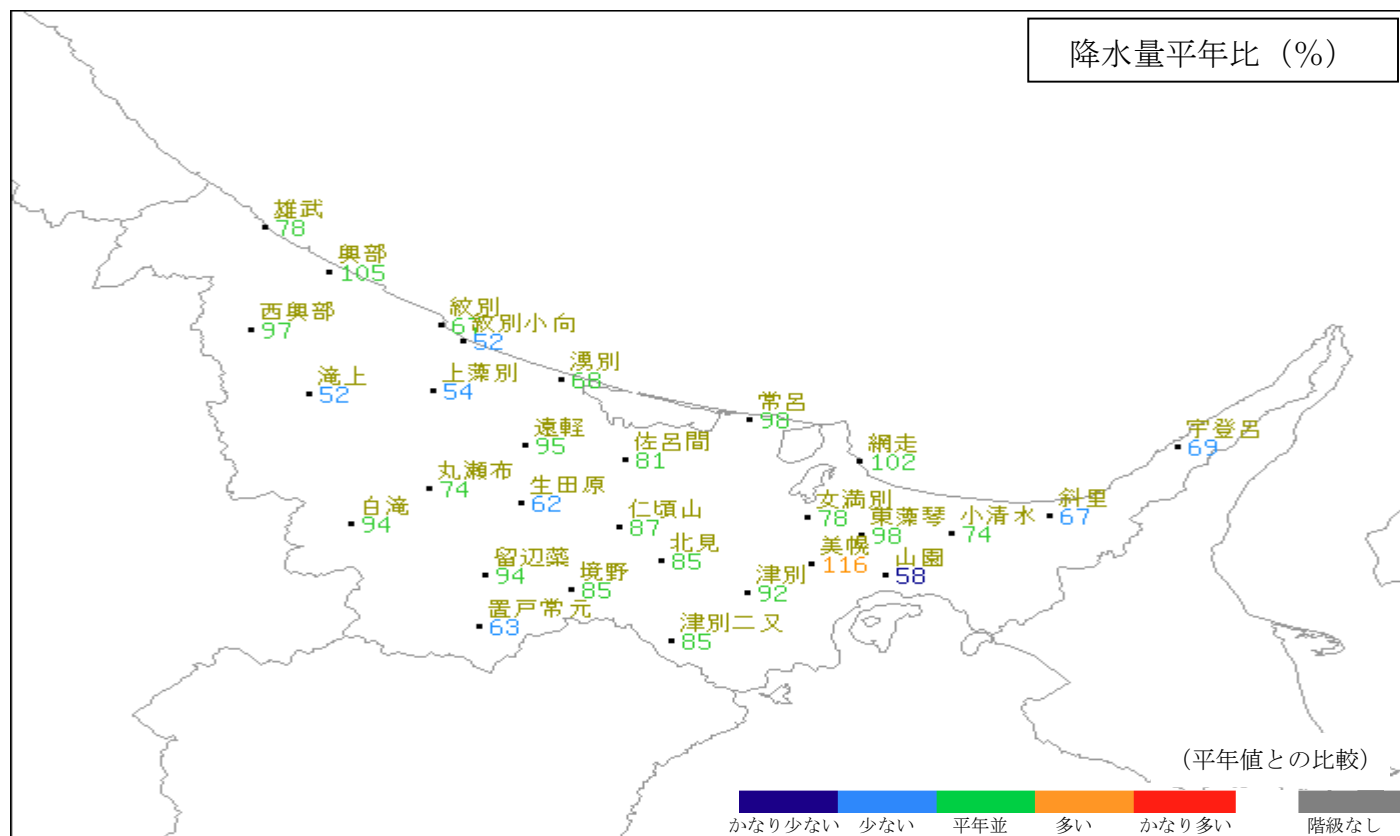 降水量平年比（％）
雄武
78
興部
105
西興部
97
紋別
67
紋別小向
52
湧別
68
滝上
52
上藻別
54
常呂
98
宇登呂
69
遠軽
95
佐呂間
81
網走
102
丸瀬布
74
生田原
62
白滝
94
仁頃山
87
女満別
78
東藻琴
98
小清水
74
斜里
67
北見
85
美幌
116
山園
58
留辺蘂
94
境野
85
津別
92
置戸常元
63
津別二又
85
（平年値との比較）
かなり少ない 少ない 平年並 多い かなり多い 階級なし